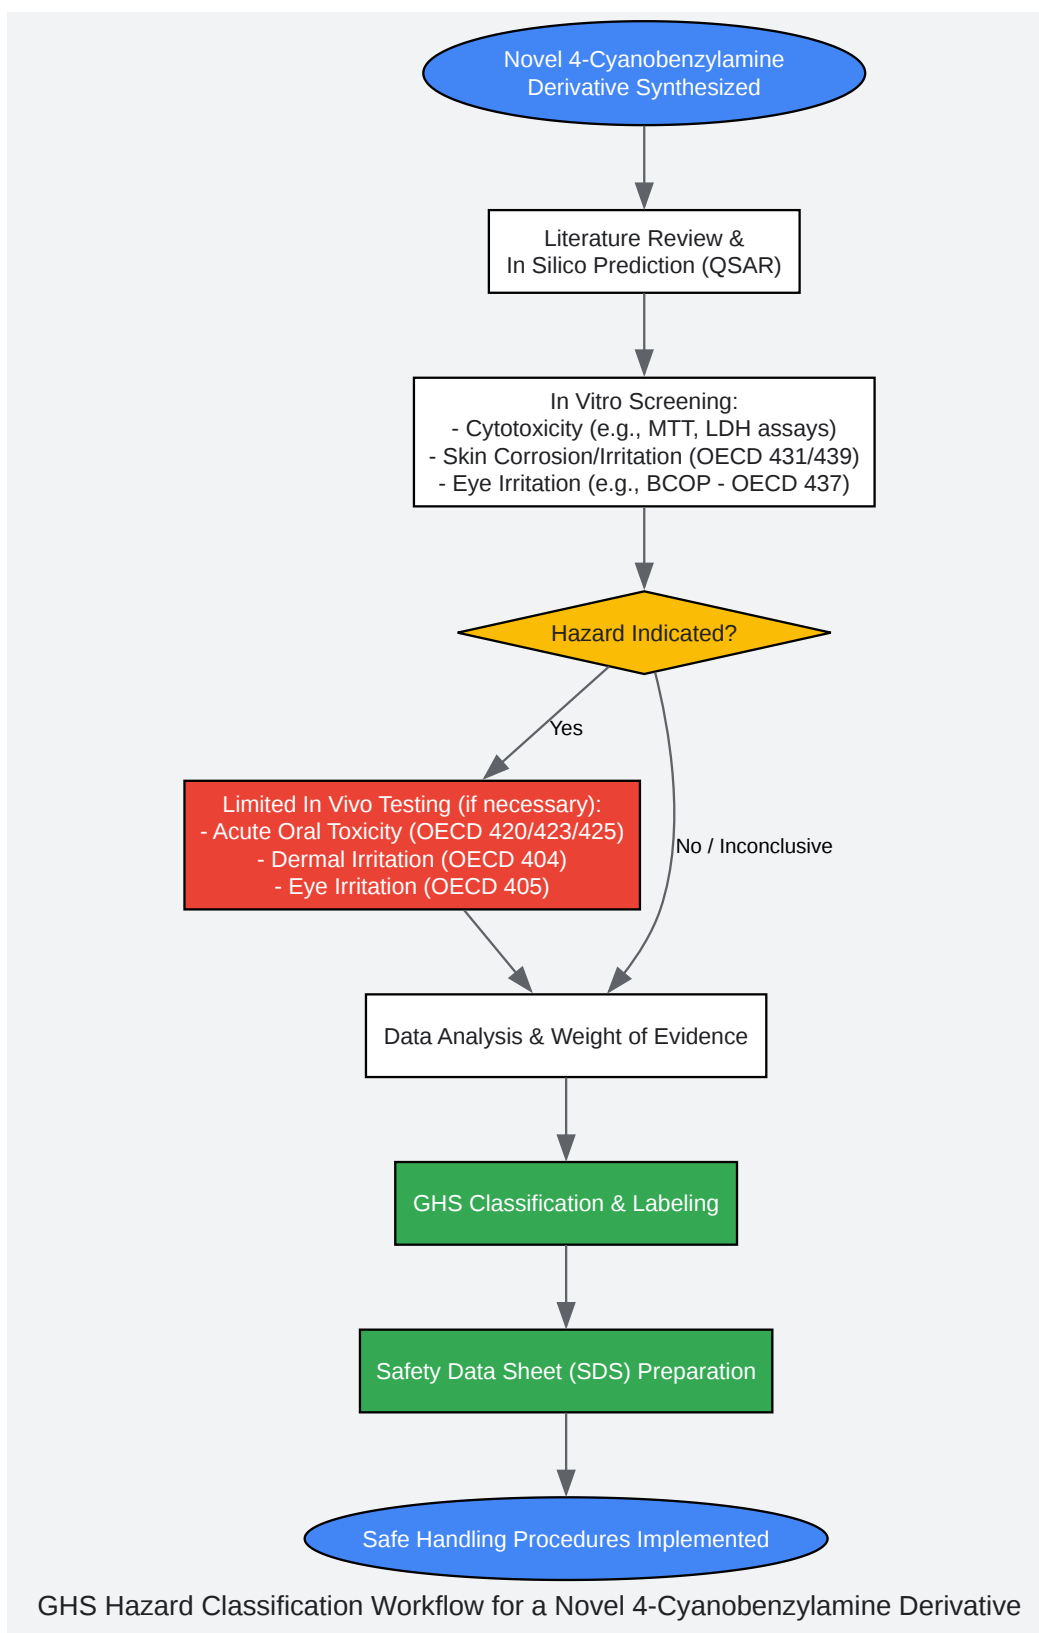 Novel 4-Cyanobenzylamine
Derivative Synthesized
Literature Review &
In Silico Prediction (QSAR)
In Vitro Screening:
- Cytotoxicity (e.g., MTT, LDH assays)
- Skin Corrosion/Irritation (OECD 431/439)
- Eye Irritation (e.g., BCOP - OECD 437)
Hazard Indicated?
Yes
Limited In Vivo Testing (if necessary):
- Acute Oral Toxicity (OECD 420/423/425)
- Dermal Irritation (OECD 404)
- Eye Irritation (OECD 405)
No / Inconclusive
Data Analysis & Weight of Evidence
GHS Classification & Labeling
Safety Data Sheet (SDS) Preparation
Safe Handling Procedures Implemented
GHS Hazard Classification Workflow for a Novel 4-Cyanobenzylamine Derivative